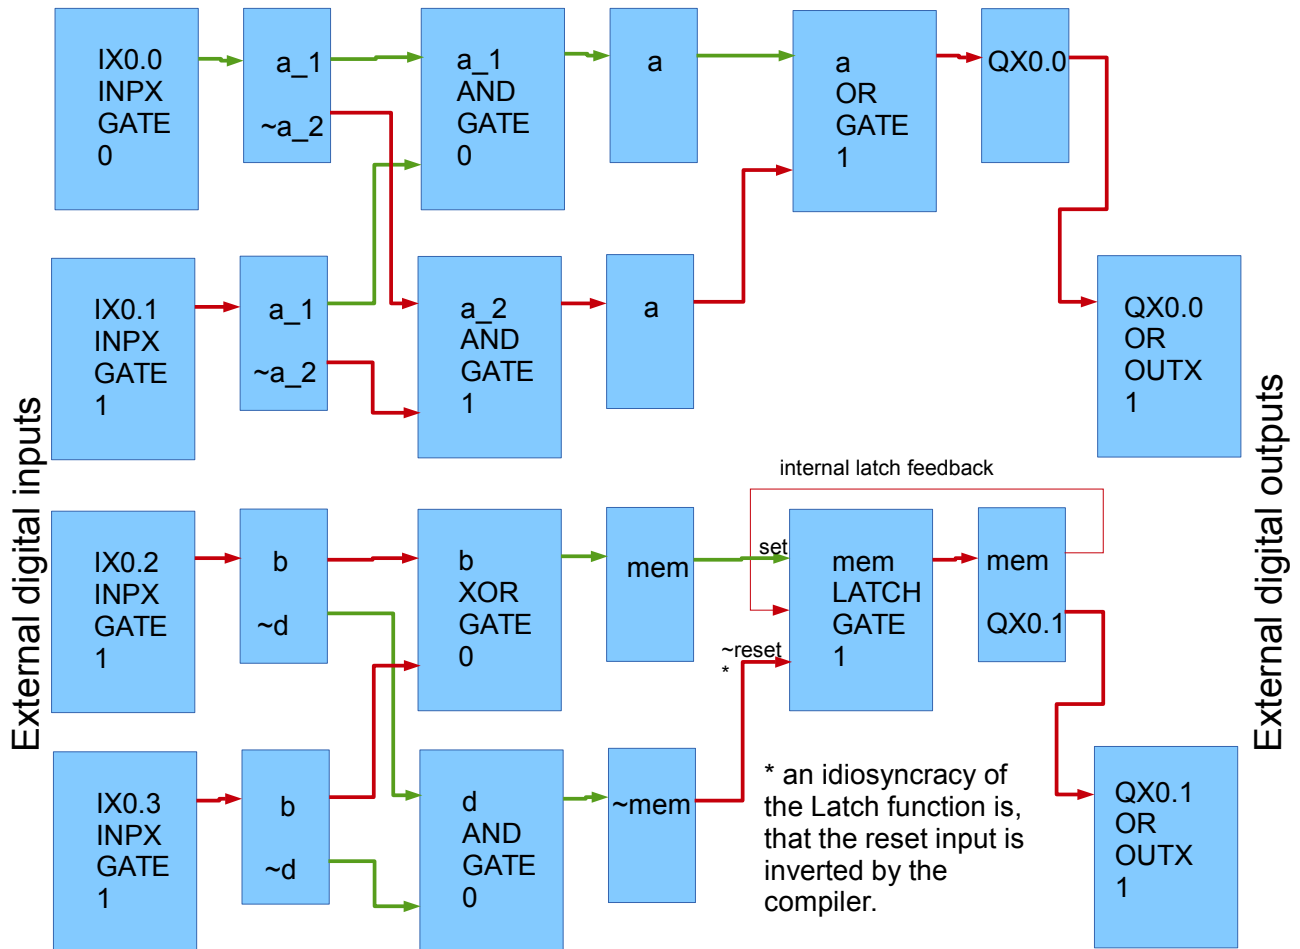 IX0.0
INPX
GATE
0
a_1
~a_2
a_1
AND
GATE
0
a
a
OR
GATE
1
QX0.0
IX0.1
INPX
GATE
1
a_1
~a_2
a_2
AND
GATE
1
a
QX0.0
OR
OUTX
1
External digital inputs
External digital outputs
internal latch feedback
IX0.2
INPX
GATE
1
b
~d
b
XOR
GATE
0
mem
set
~reset
*
mem
LATCH
GATE
1
mem
QX0.1
IX0.3
INPX
GATE
1
b
~d
d
AND
GATE
0
~mem
* an idiosyncracy of
the Latch function is,
that the reset input is
inverted by the
compiler.
QX0.1
OR
OUTX
1